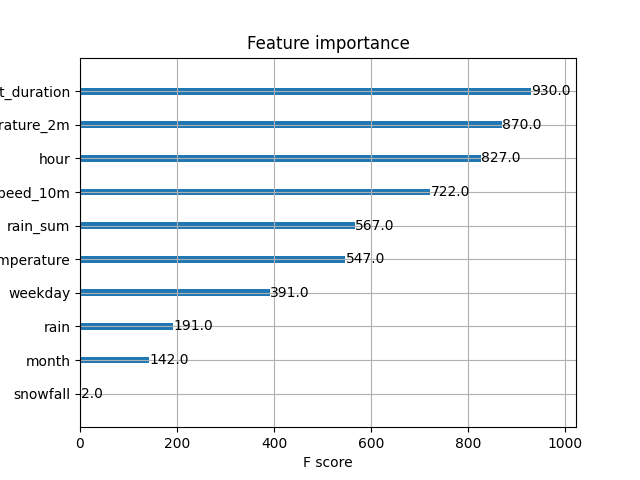 Feature importance
t_duration
930.0
rature_2m
870.0
hour
827.0
peed_10m
722.0
rain_sum
567.0
mperature
547.0
weekday
391.0
rain
191.0
month
142.0
snowfall
2.0
0 200 400 600 800 1000
F score